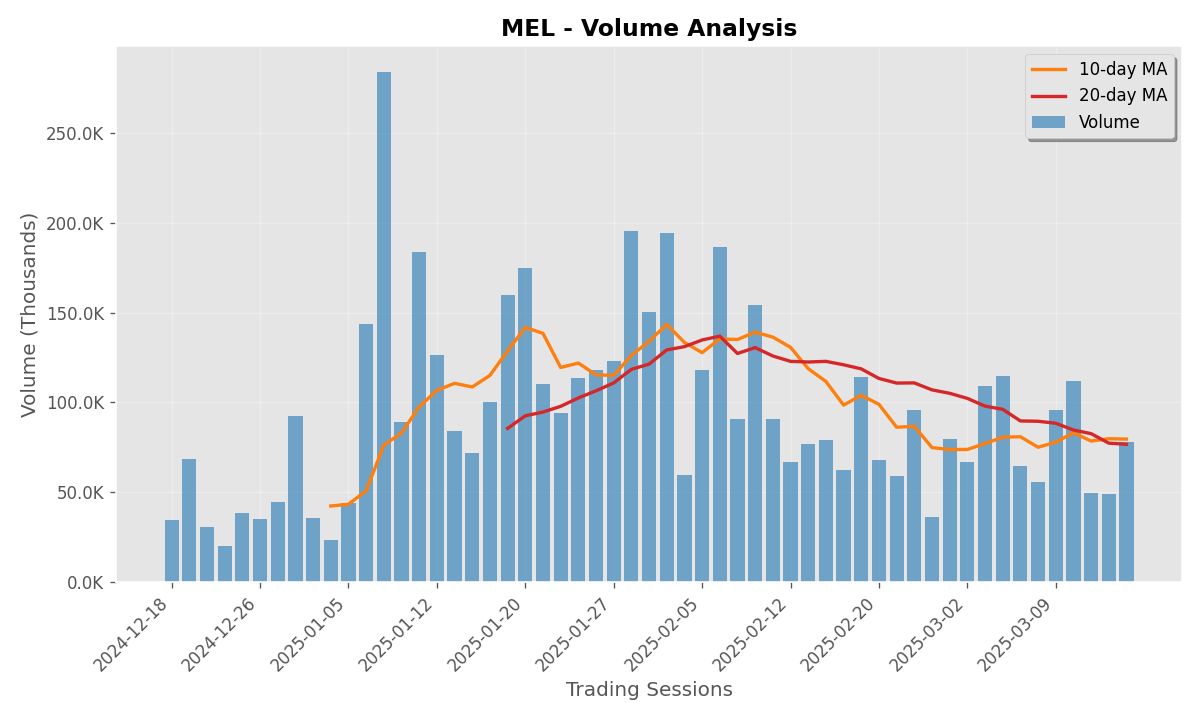 MEL - Volume Analysis
10-day MA
20-day MA
Volume
Volume (Thousands)
250.0K
200.0K
150.0K
100.0K
50.0K
0.0K
2024-12-18
2024-12-26
2025-01-05
2025-01-12
2025-01-20
2025-01-27
2025-02-05
2025-02-12
2025-02-20
2025-03-02
2025-03-09
Trading Sessions